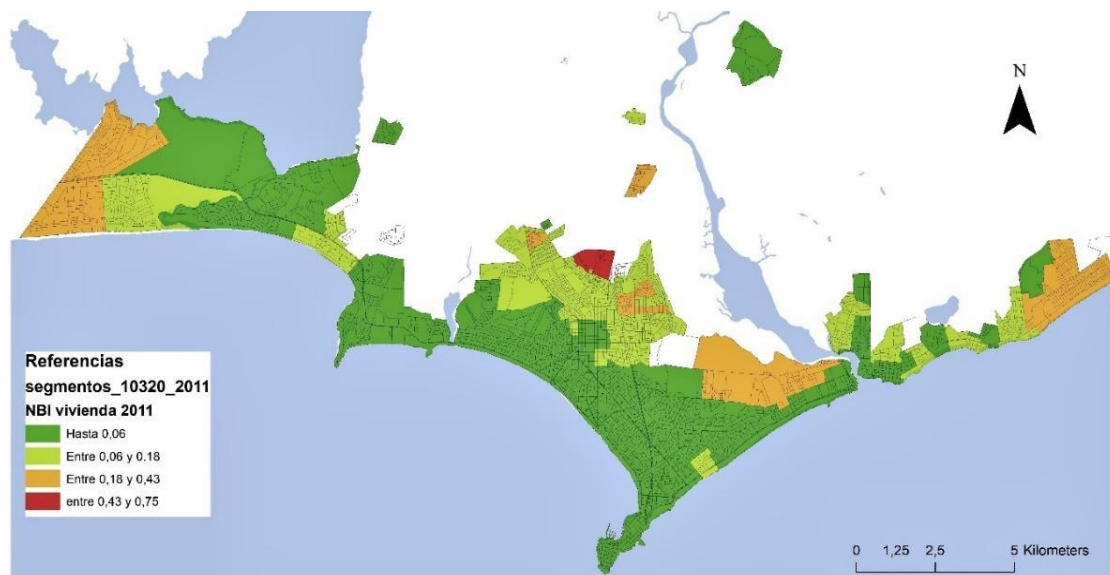 N
Referencias
segmentos_10320_2011
NBI vivienda 2011
Hasta 0,06
Entre 0,06 y 0.18
Entre 0,18 y 0,43
entre 0,43 y 0,75
0 1,25 2,5 5 Kilometers